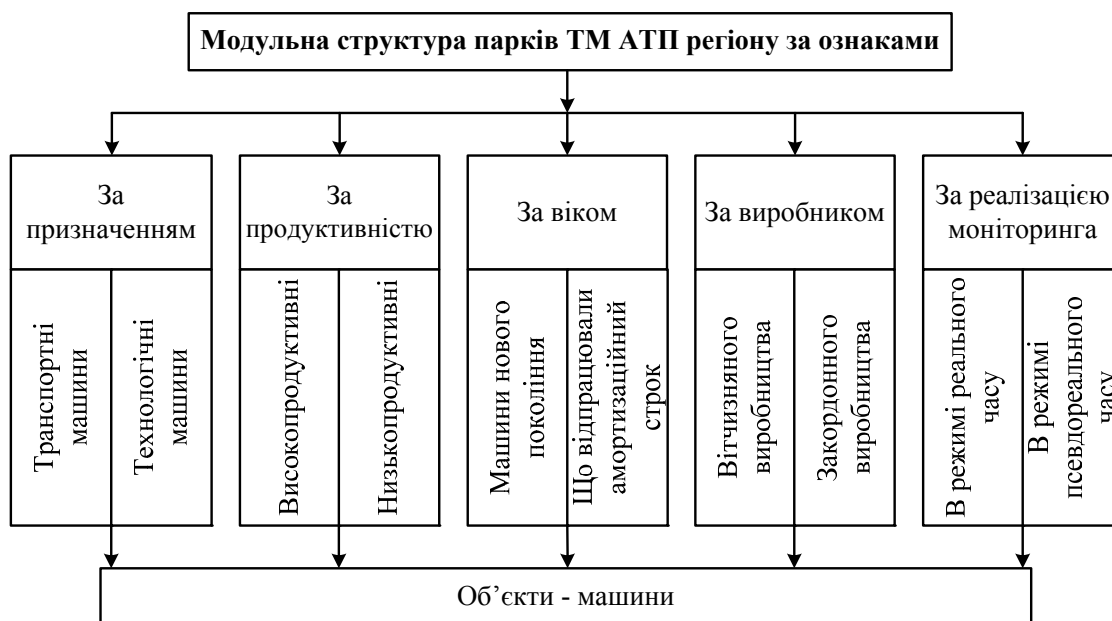 Модульна структура парків ТМ АТП регіону за ознаками
За
призначенням
За
продуктивністю
За віком
За виробником
За реалізацією
моніторинга
Транспортні
машини
Технологічні
машини
Високопродуктивні
Низькопродуктивні
Машини нового
покоління
Що відпрацювали
амортизаційний
строк
Вітчизняного
виробництва
Закордонного
виробництва
В режимі реального
часу
В режимі
псевдореального
часу
Об’єкти - машини